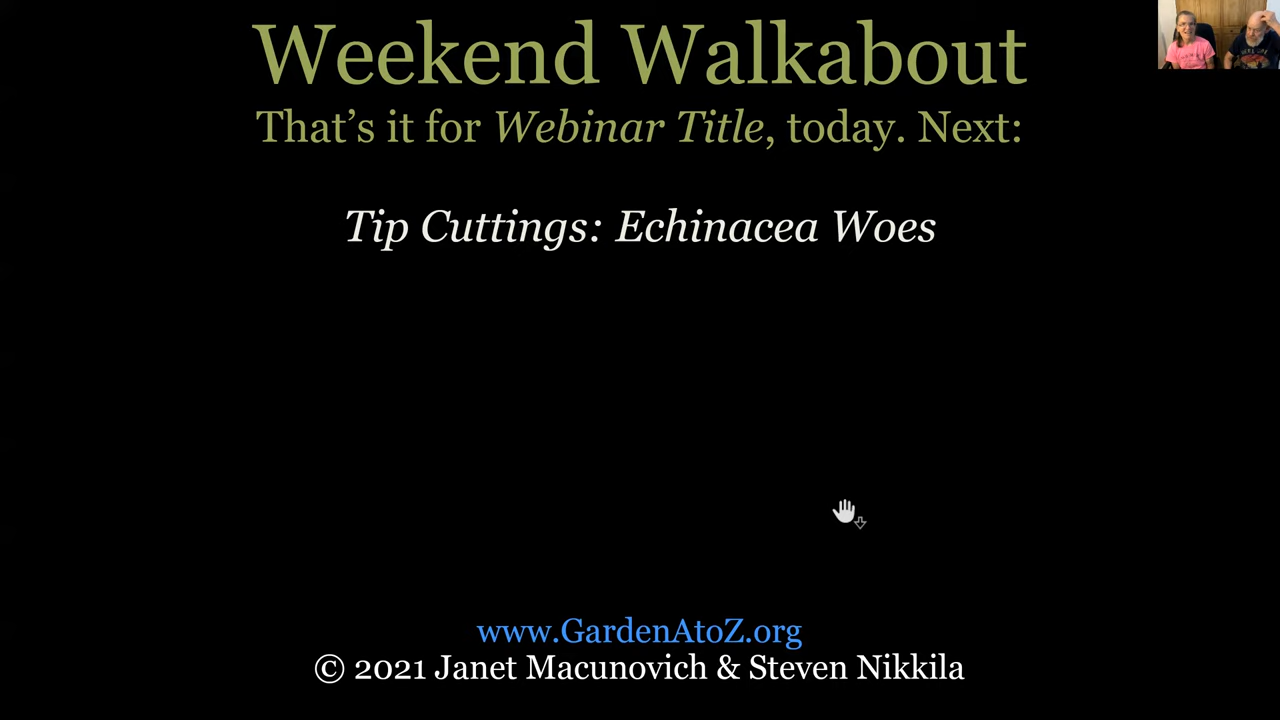 Weekend Walkabout
That's it for Webinar Title, today. Next:
Tip Cuttings: Echinacea Woes
www.GardenAtoZ.org
© 2021 Janet Macunovich & Steven Nikkila